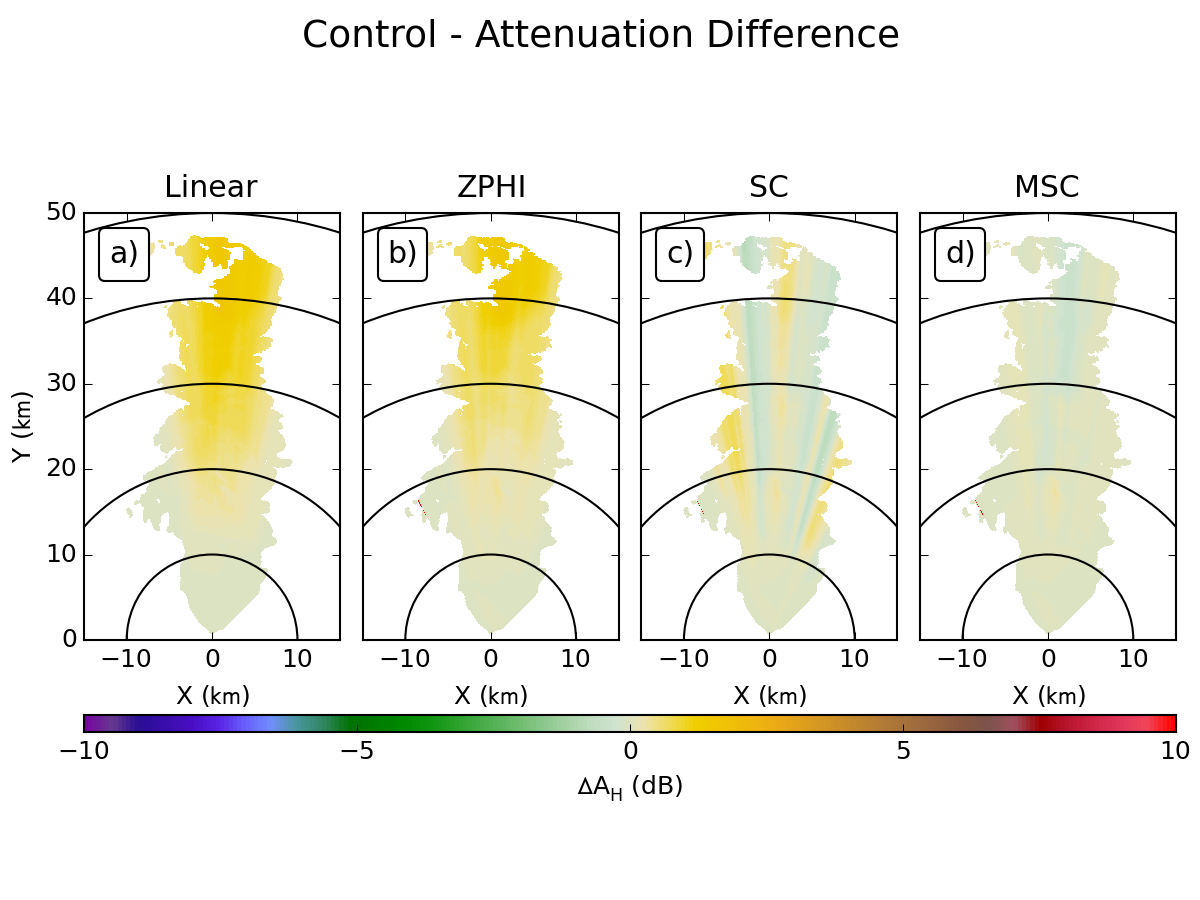 Control - Attenuation Difference
Linear ZPHI SC MSC
a) b) c) d)
50
40
30
20
10
0
Y (km)
−10 0 10 −10 0 10 −10 0 10 −10 0 10
X (km) X (km) X (km) X (km)
−10 −5 0 5 10
ΔA_H (dB)